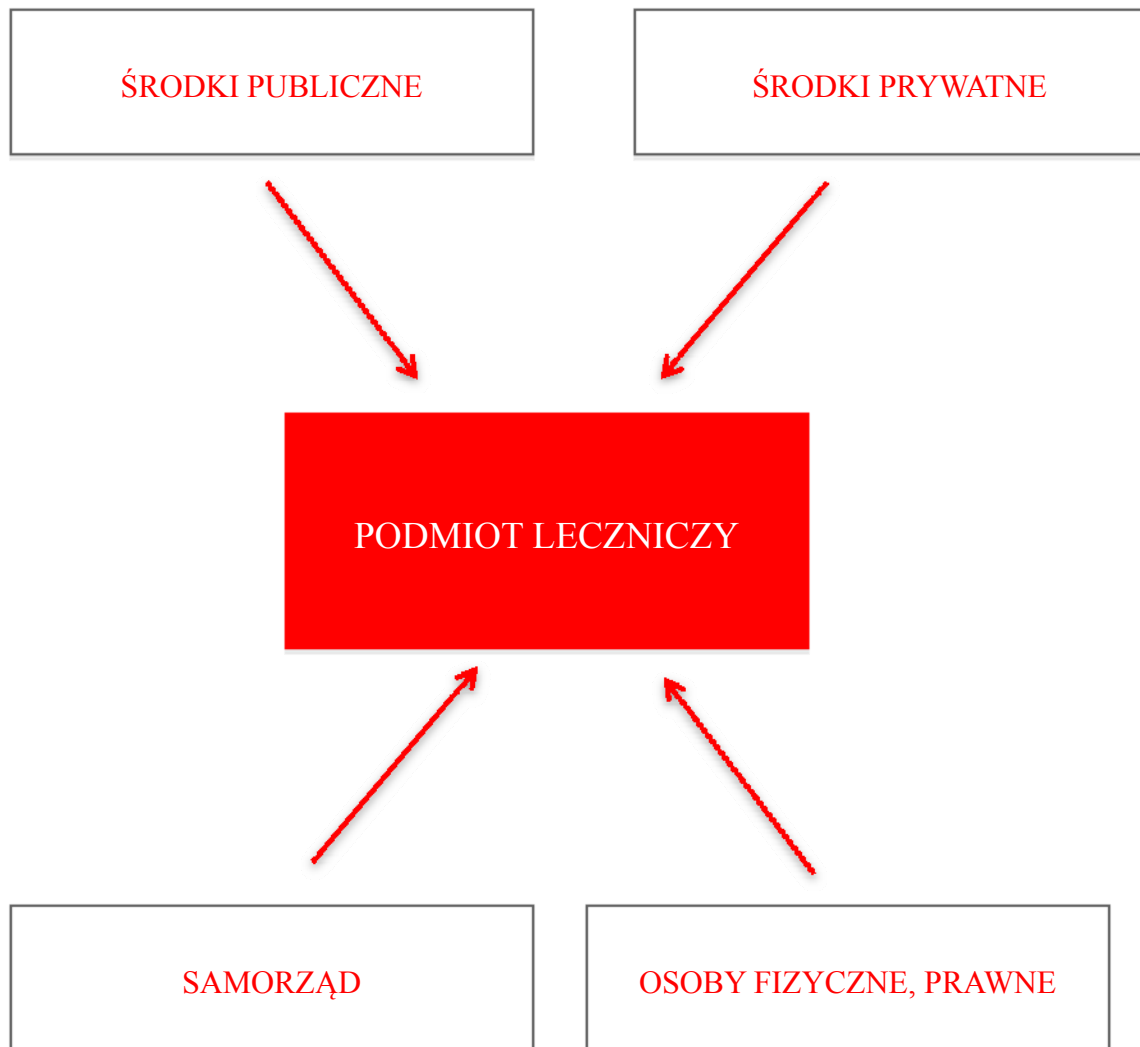 ŚRODKI PUBLICZNE
ŚRODKI PRYWATNE
PODMIOT LECZNICZY
SAMORZĄD
OSOBY FIZYCZNE, PRAWNE